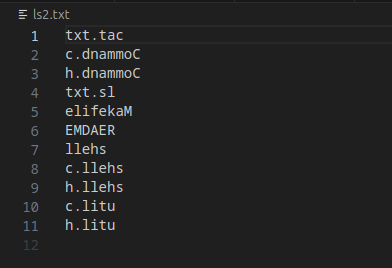 ls2.txt
1 txt.tac
2 c.dnammoC
3 h.dnammoC
4 txt.sl
5 elifekaM
6 EMDAER
7 llehs
8 c.llehs
9 h.llehs
10 c.litu
11 h.litu
12